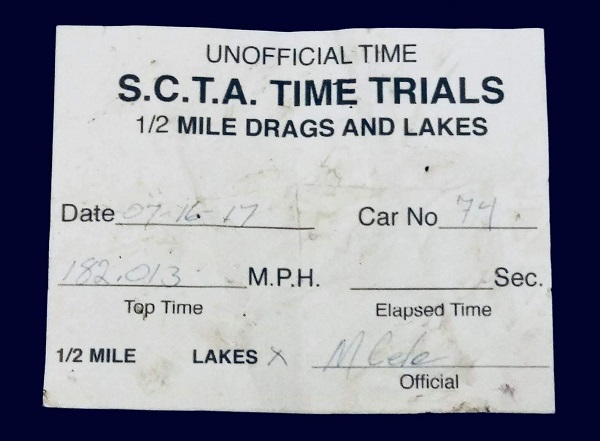 UNOFFICIAL TIME
S.C.T.A. TIME TRIALS
1/2 MILE DRAGS AND LAKES
Date 07-16-17 Car No 74
182.013 M.P.H. Sec.
Top Time Elapsed Time
1/2 MILE LAKES X
Official